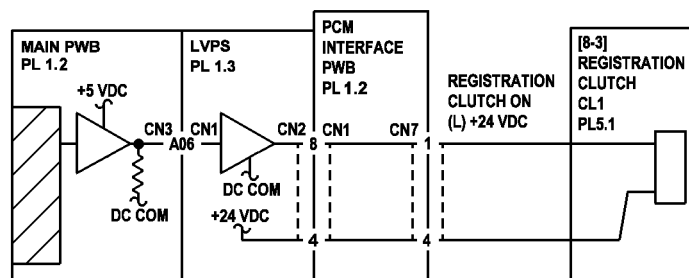 MAIN PWB
PL 1.2
+5 VDC
CN3
A06
DC COM
LVPS
PL 1.3
CN1
CN2
DC COM
+24 VDC
PCM
INTERFACE
PWB
PL 1.2
8
CN1
CN7
1
4
4
REGISTRATION
CLUTCH ON
(L) +24 VDC
[8-3]
REGISTRATION
CLUTCH
CL1
PL5.1